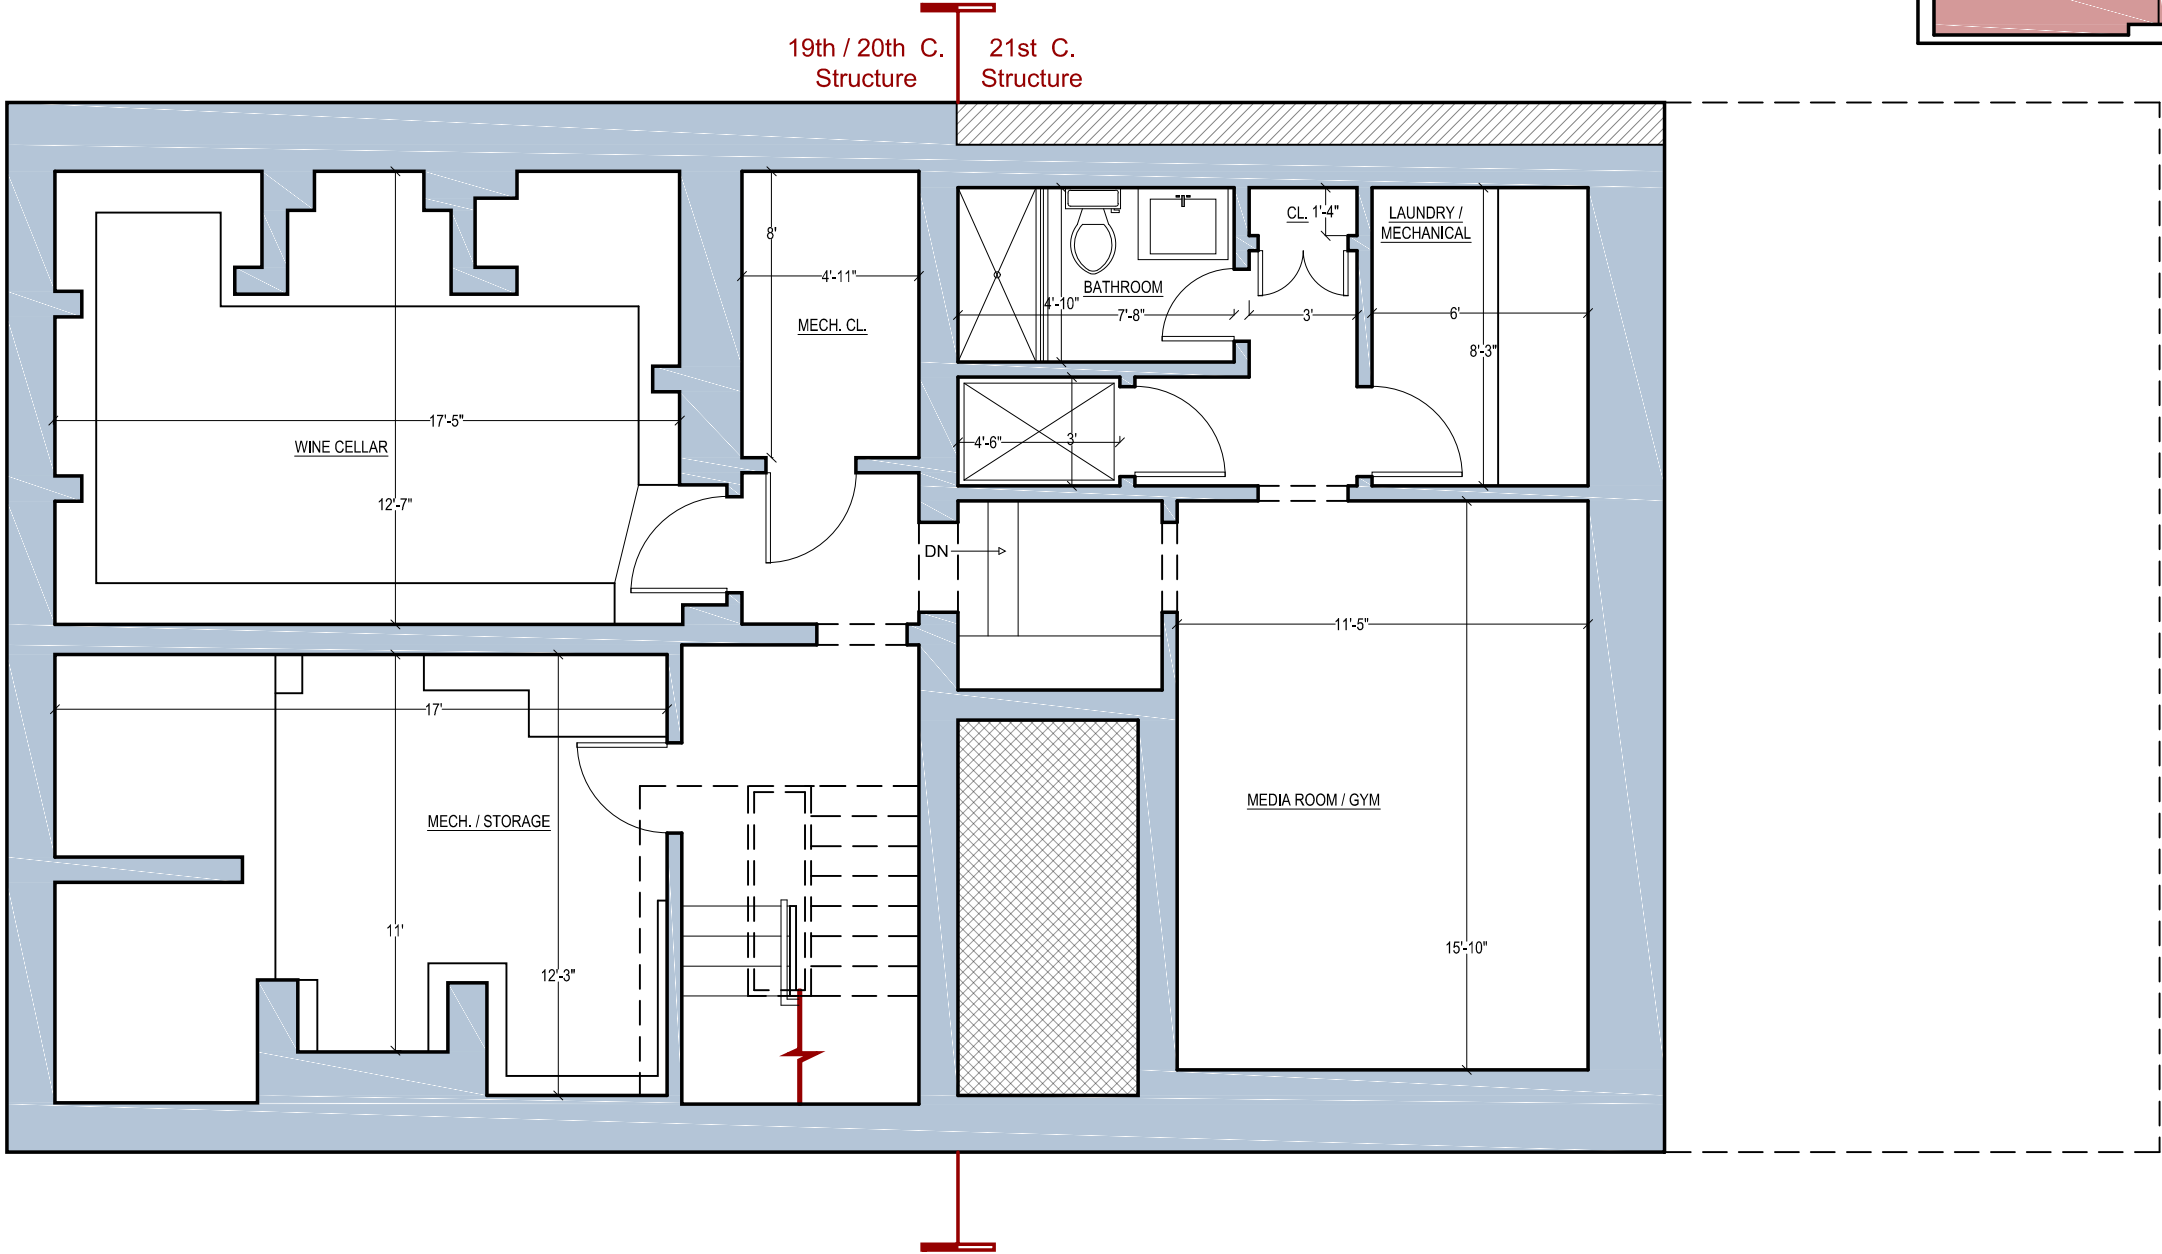 19th / 20th C.
Structure
21st C.
Structure
8'
4'-11"
MECH. CL.
17'-5"
WINE CELLAR
12'-7"
BATHROOM
4'-10"
7'-8"
CL. 1'-4"
3'
LAUNDRY /
MECHANICAL
6'
8'-3"
4'-6"
3'
DN
11'-5"
MEDIA ROOM / GYM
15'-10"
17'
MECH. / STORAGE
11'
12'-3"